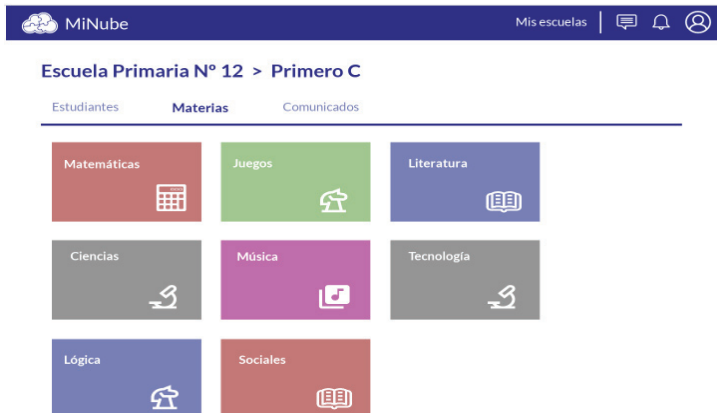 MiNube
Mis escuelas
Escuela Primaria Nº 12 > Primero C
Estudiantes Materias Comunicados
Matemáticas Juegos Literatura
Ciencias Música Tecnología
Lógica Sociales